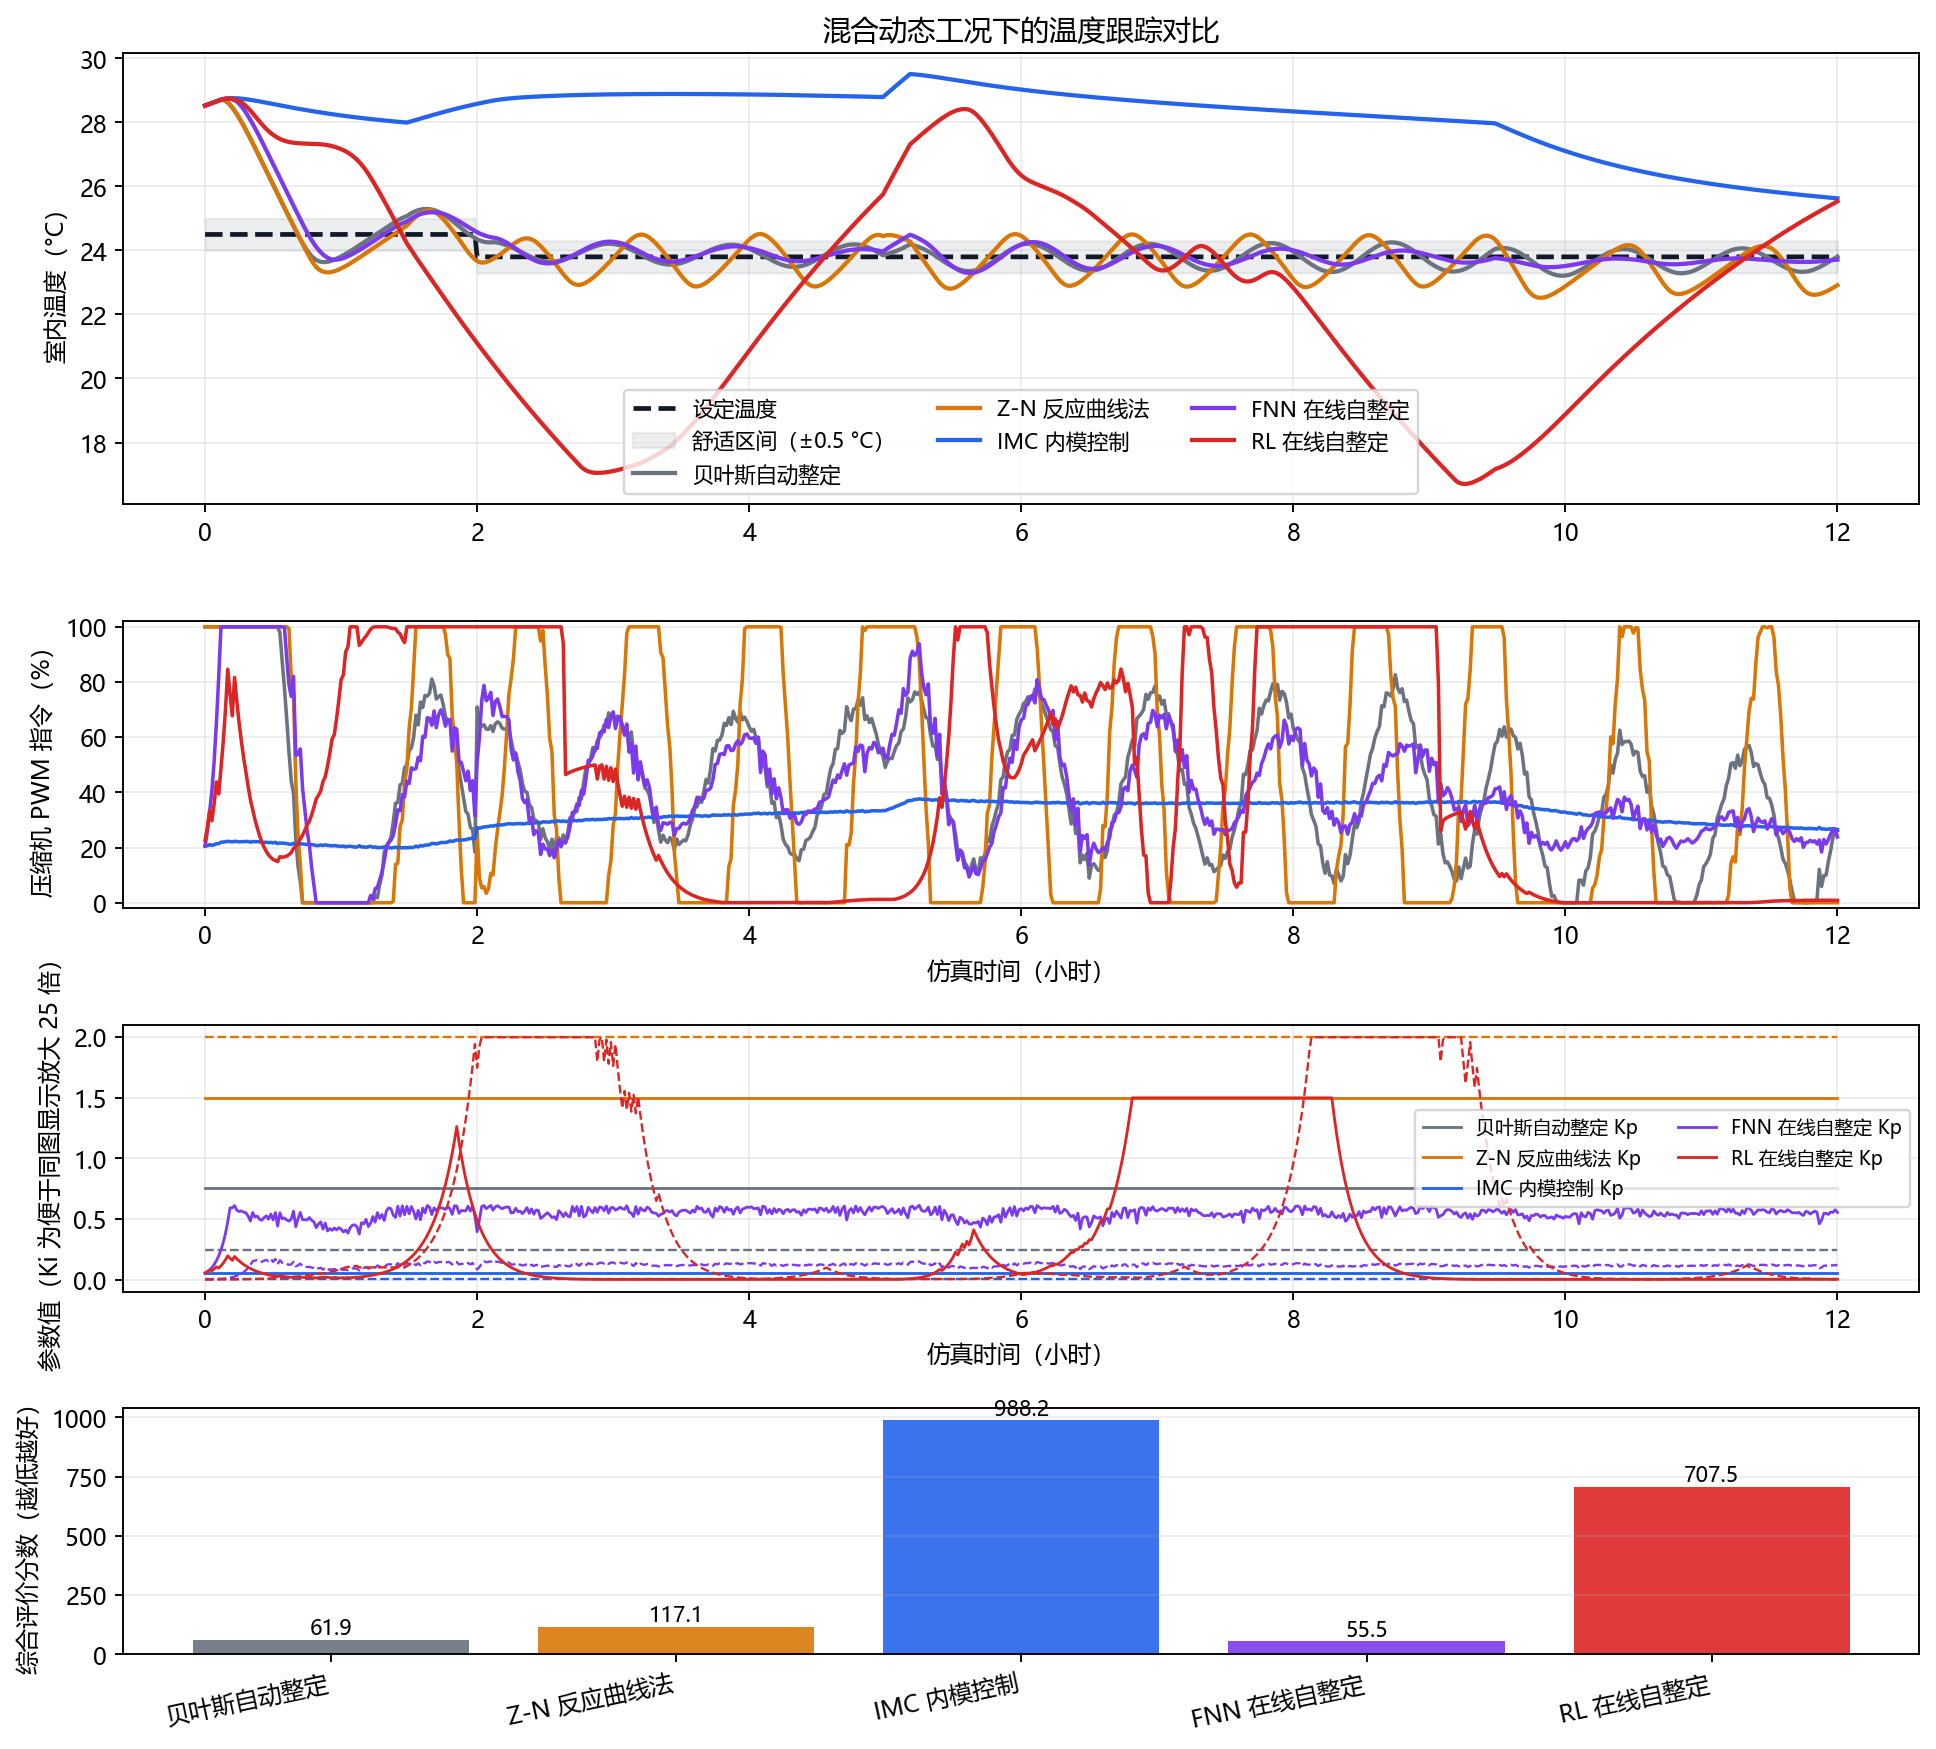 混合动态工况下的温度跟踪对比
室内温度（°C）
30
28
26
24
22
20
18
设定温度
舒适区间（±0.5 °C）
贝叶斯自动整定
Z-N 反应曲线法
IMC 内模控制
FNN 在线自整定
RL 在线自整定
0 2 4 6 8 10 12
压缩机 PWM 指令（%）
100
80
60
40
20
0
0 2 4 6 8 10 12
仿真时间（小时）
参数值（Ki 为便于同图显示放大 25 倍）
2.0
1.5
1.0
0.5
0.0
贝叶斯自动整定 Kp
Z-N 反应曲线法 Kp
IMC 内模控制 Kp
FNN 在线自整定 Kp
RL 在线自整定 Kp
0 2 4 6 8 10 12
仿真时间（小时）
综合评价分数（越低越好）
1000
750
500
250
0
61.9
117.1
988.2
55.5
707.5
贝叶斯自动整定
Z-N 反应曲线法
IMC 内模控制
FNN 在线自整定
RL 在线自整定